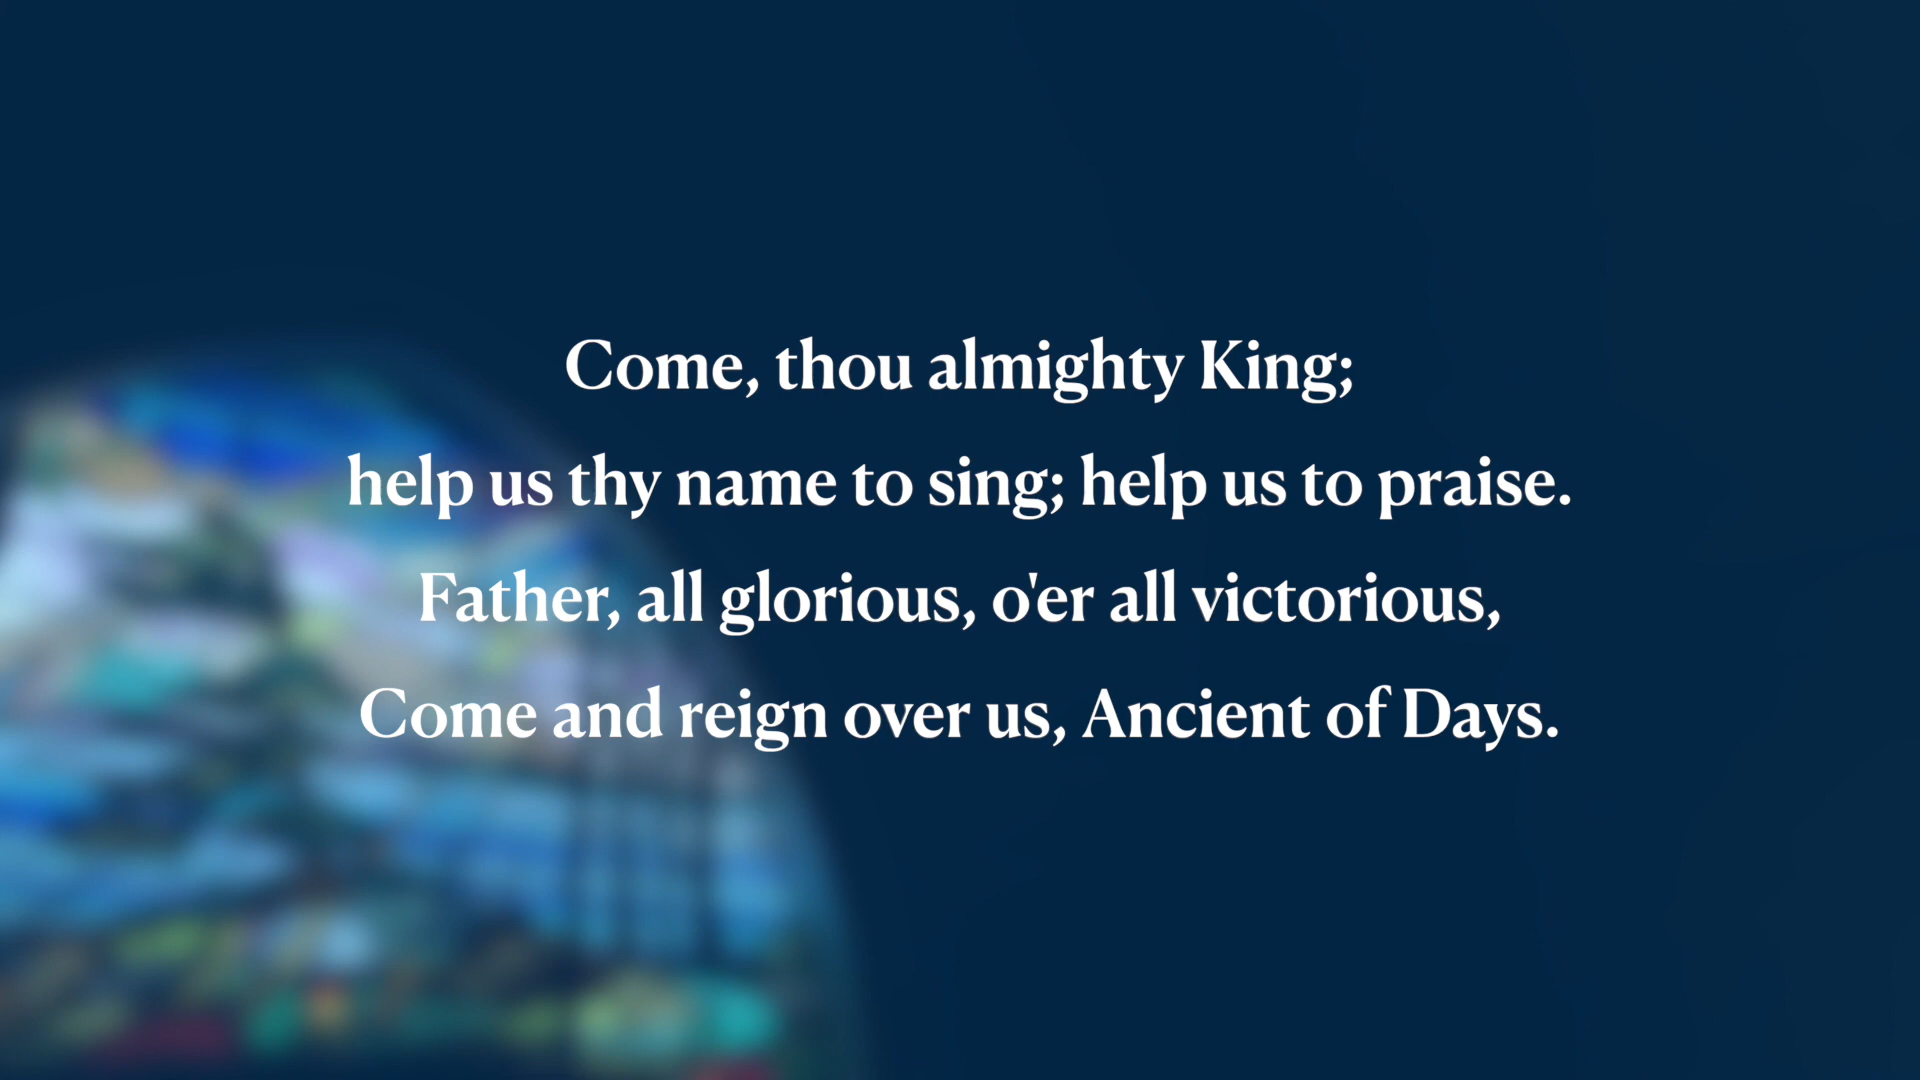 Come, thou almighty King;
help us thy name to sing; help us to praise.
Father, all glorious, o'er all victorious,
Come and reign over us, Ancient of Days.